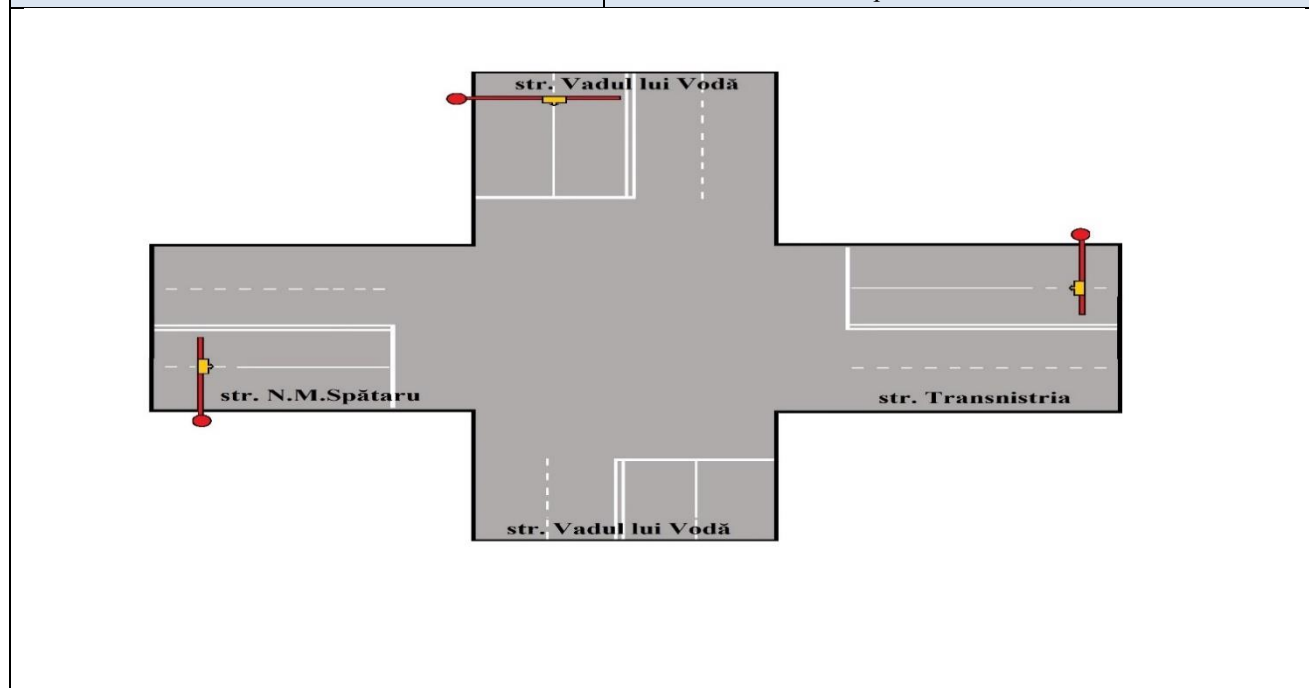 str. Vadul lui Vodă
str. N.M.Spătaru
str. Transnistria
str. Vadul lui Vodă